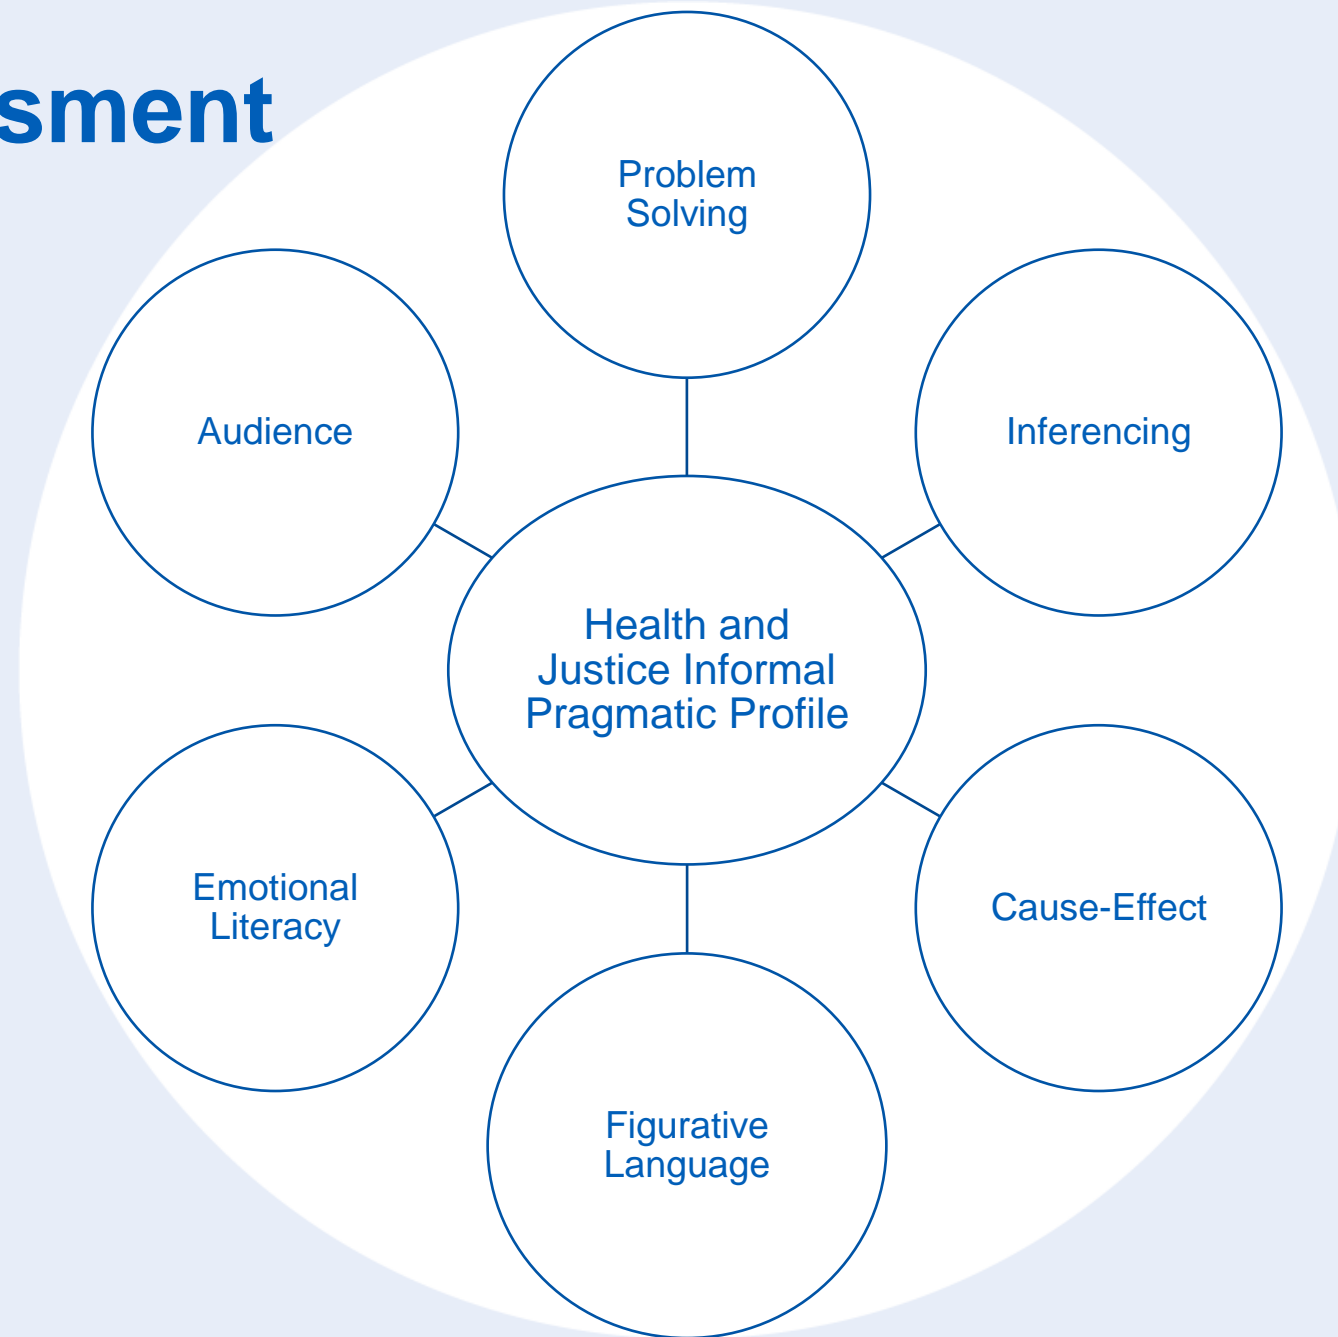 sment
Problem
Solving
Audience
Inferencing
Health and
Justice Informal
Pragmatic Profile
Emotional
Literacy
Cause-Effect
Figurative
Language